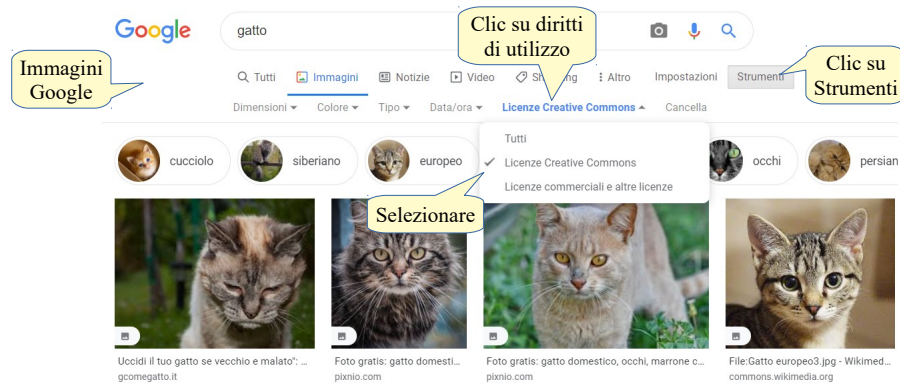 Google
gatto
Clic su diritti
di utilizzo
Immagini
Google
Tutti
Immagini
Notizie
Video
Altro
Impostazioni
Strumenti
Clic su
Strumenti
Dimensioni
Colore
Tipo
Data/ora
Licenze Creative Commons
Cancella
Tutti
Licenze Creative Commons
Licenze commerciali e altre licenze
Selezionare
cucciolo
siberiano
europeo
occhi
persian
Uccidi il tuo gatto se vecchio e malato": ...
gcomegatto.it
Foto gratis: gatto domesti...
pixnio.com
Foto gratis: gatto domestico, occhi, marrone c...
pixnio.com
File:Gatto europeo3.jpg - Wikimed...
commons.wikimedia.org